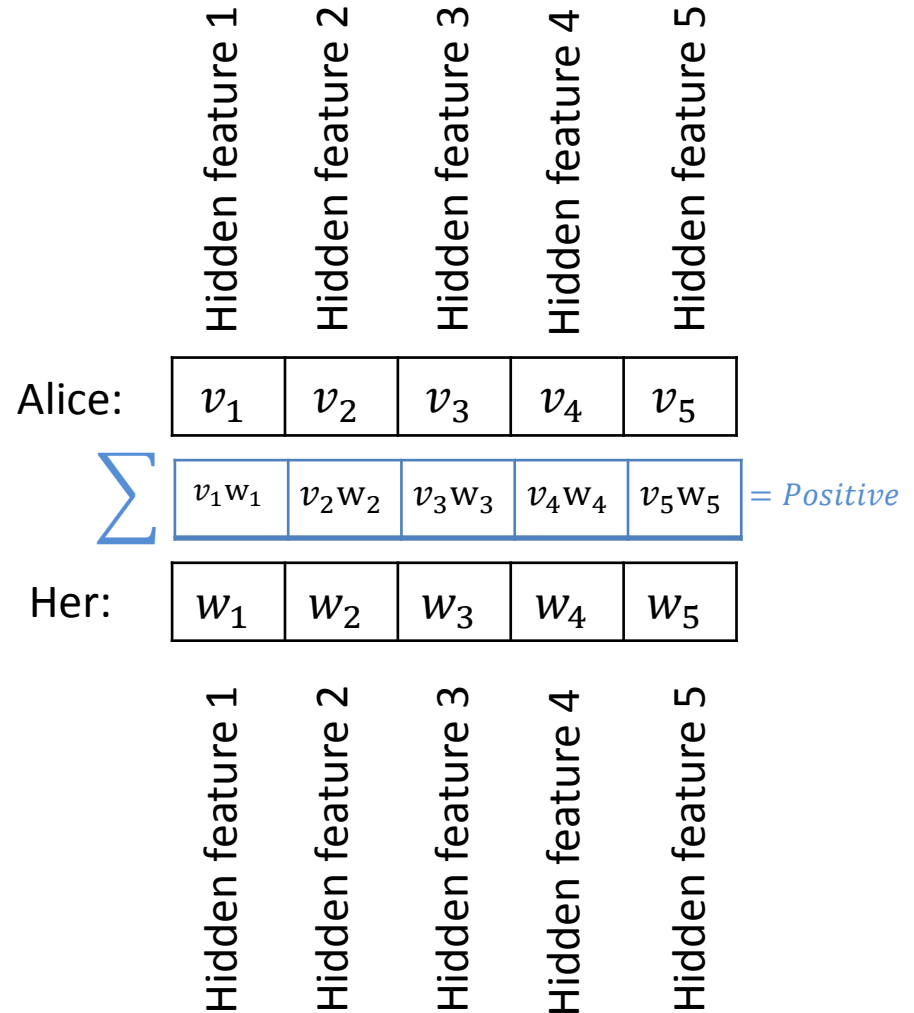 Hidden feature 1 Hidden feature 2 Hidden feature 3 Hidden feature 4 Hidden feature 5
Alice: v₁ v₂ v₃ v₄ v₅
∑ v₁w₁ v₂w₂ v₃w₃ v₄w₄ v₅w₅ = Positive
Her: w₁ w₂ w₃ w₄ w₅
Hidden feature 1 Hidden feature 2 Hidden feature 3 Hidden feature 4 Hidden feature 5